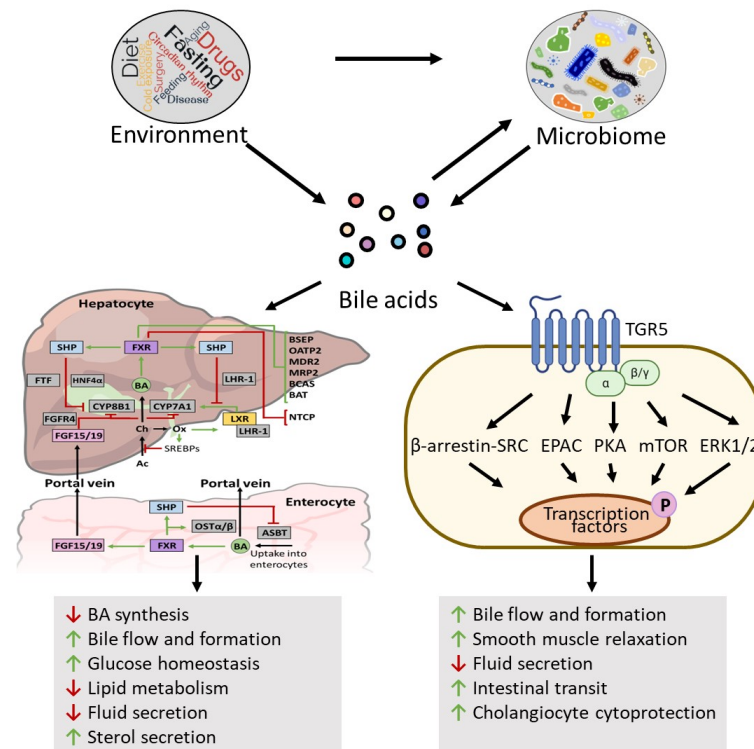 Diet
Exercise
Cold exposure
Surgery
Circadian rhythm
Feeding
Fasting
Aging
Drugs
Disease
Environment
Microbiome
Bile acids
Hepatocyte
SHP
FXR
SHP
BSEP
OATP2
MDR2
MRP2
BCAS
BAT
NTCP
FTF
HNF4α
BA
LHR-1
CYP8B1
CYP7A1
FGFR4
LXR
LHR-1
FGF15/19
Ch
Ox
SREBPs
Ac
Portal vein
Portal vein
Enterocyte
SHP
OSTα/β
ASBT
FGF15/19
FXR
BA
Uptake into
enterocytes
TGR5
α
β/γ
β-arrestin-SRC
EPAC
PKA
mTOR
ERK1/2
P
Transcription
factors
↓ BA synthesis
↑ Bile flow and formation
↑ Glucose homeostasis
↓ Lipid metabolism
↓ Fluid secretion
↑ Sterol secretion
↑ Bile flow and formation
↑ Smooth muscle relaxation
↓ Fluid secretion
↑ Intestinal transit
↑ Cholangiocyte cytoprotection